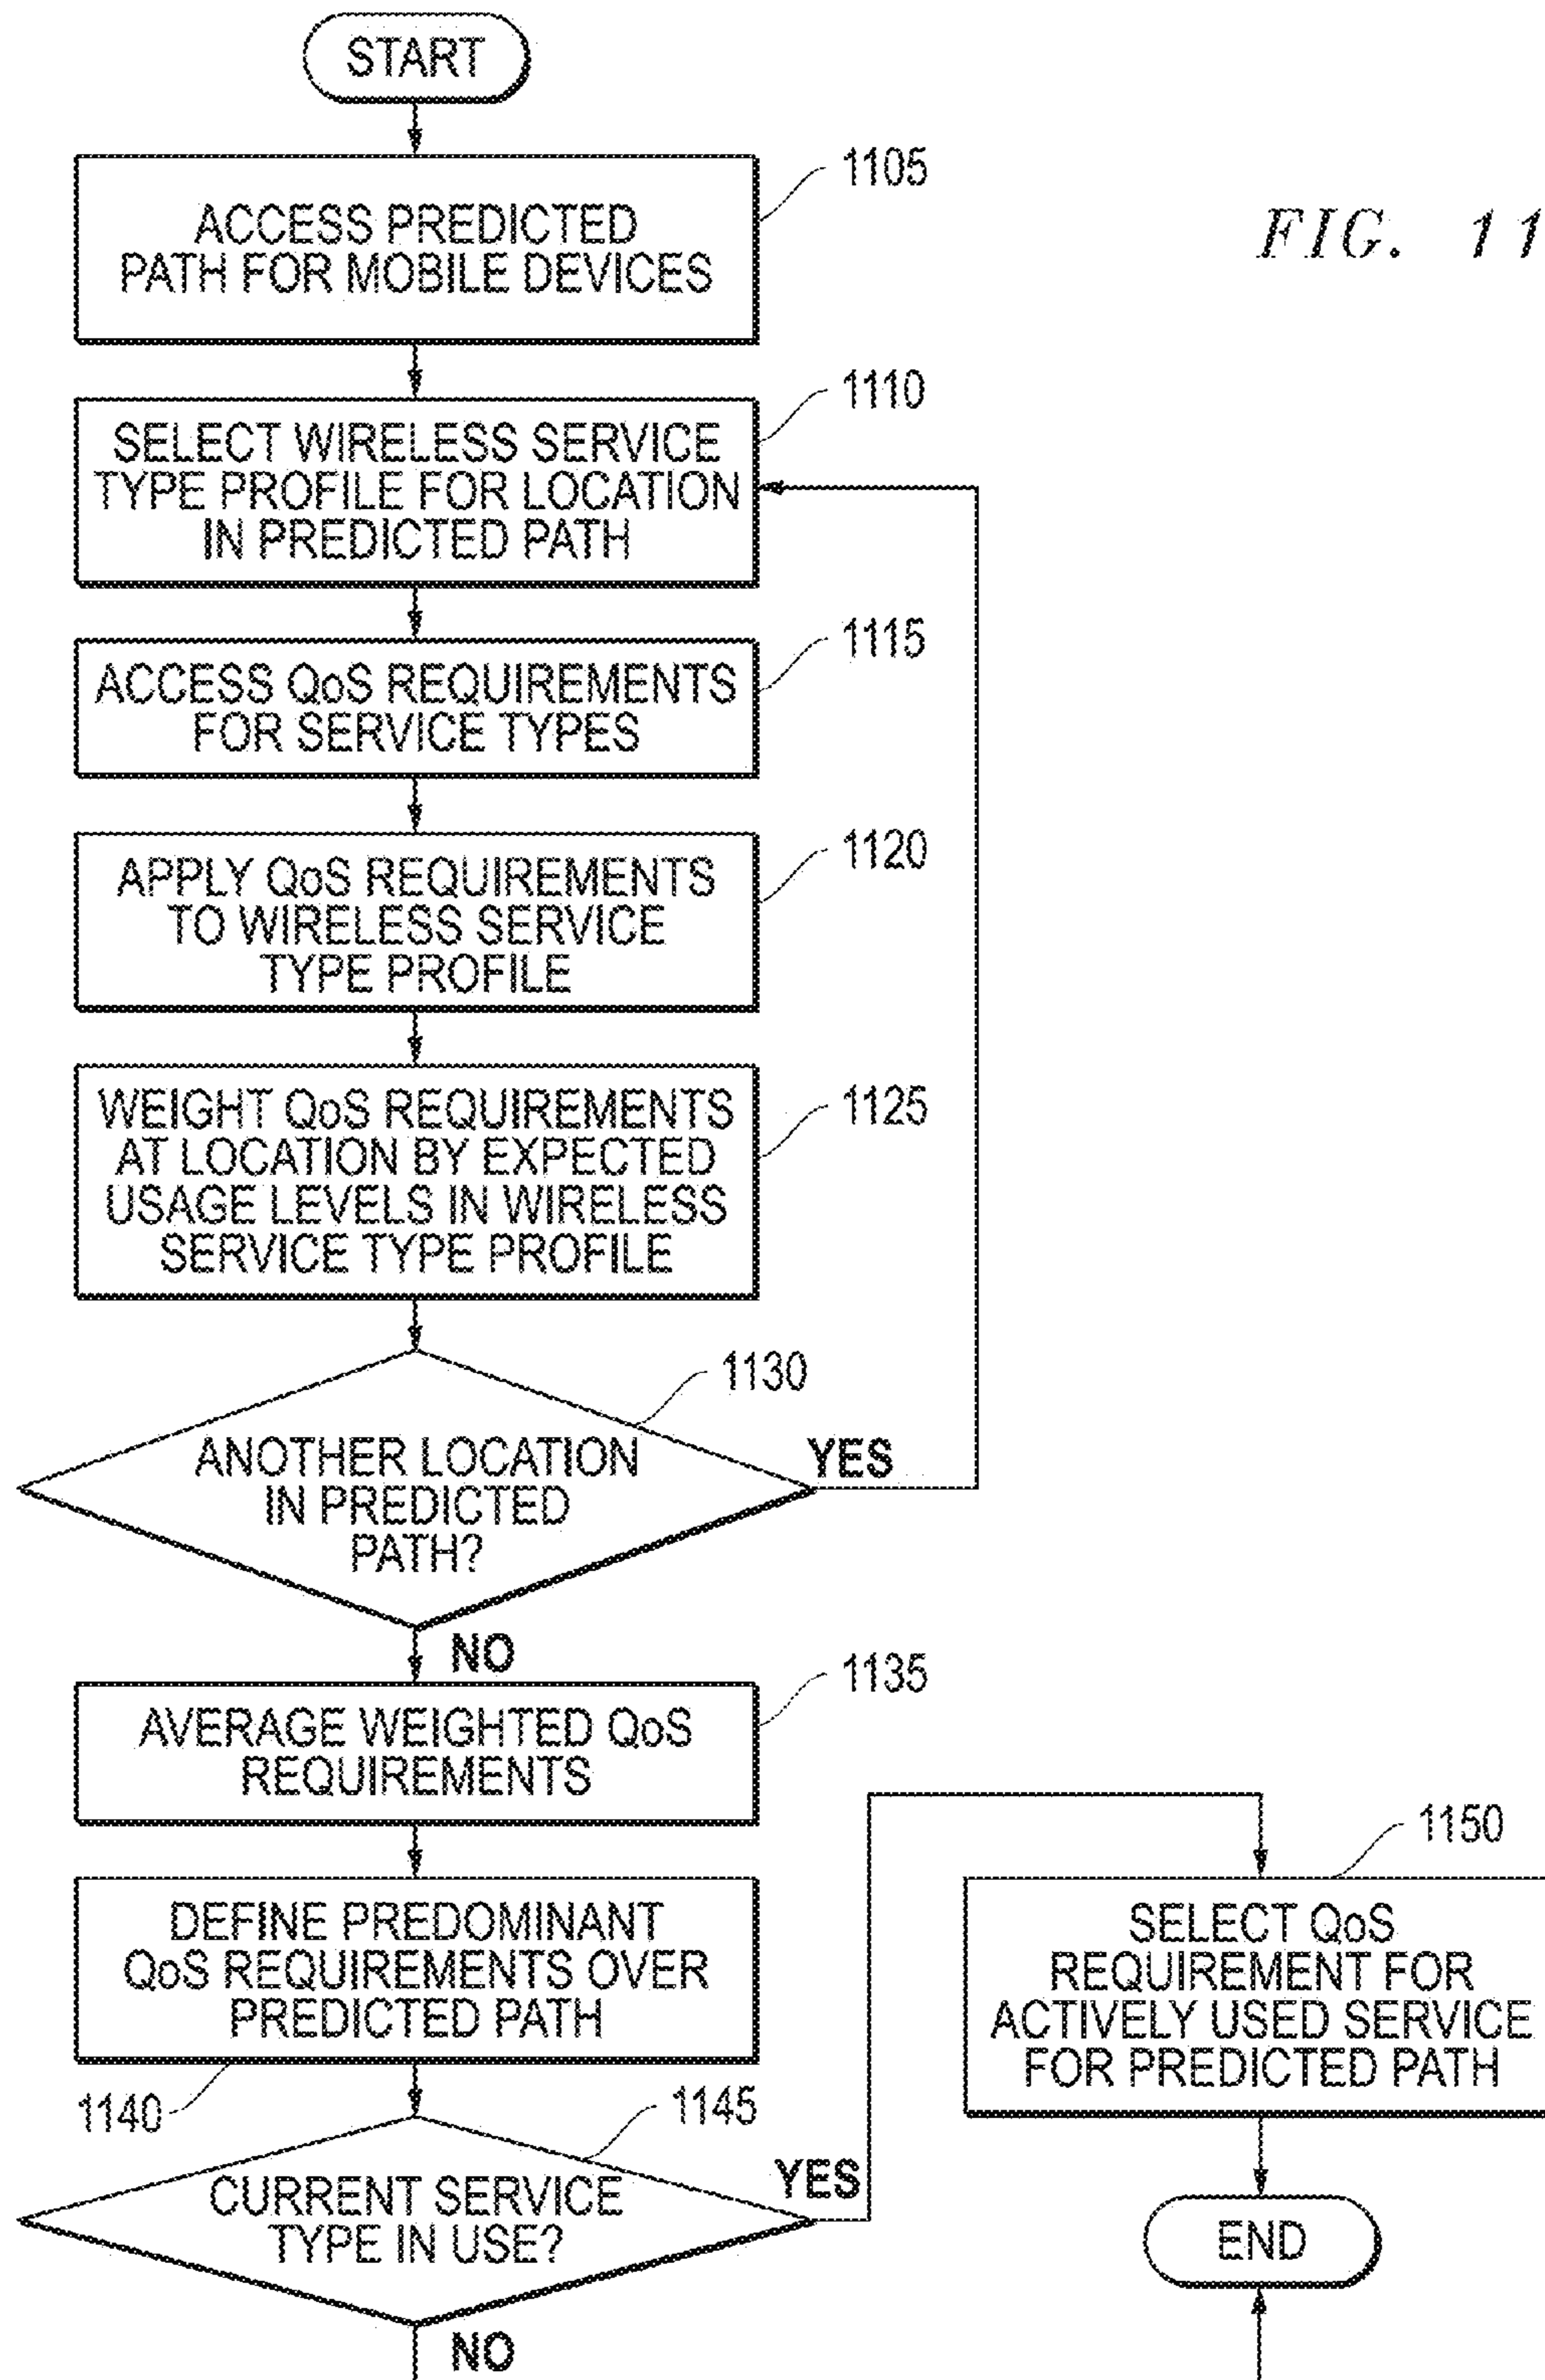 START
1105
ACCESS PREDICTED
PATH FOR MOBILE DEVICES
FIG. 11
1110
SELECT WIRELESS SERVICE
TYPE PROFILE FOR LOCATION
IN PREDICTED PATH
1115
ACCESS QoS REQUIREMENTS
FOR SERVICE TYPES
1120
APPLY QoS REQUIREMENTS
TO WIRELESS SERVICE
TYPE PROFILE
1125
WEIGHT QoS REQUIREMENTS
AT LOCATION BY EXPECTED
USAGE LEVELS IN WIRELESS
SERVICE TYPE PROFILE
1130
ANOTHER LOCATION
IN PREDICTED
PATH?
YES
NO
1135
AVERAGE WEIGHTED QoS
REQUIREMENTS
DEFINE PREDOMINANT
QoS REQUIREMENTS OVER
PREDICTED PATH
1140
1145
CURRENT SERVICE
TYPE IN USE?
YES
NO
1150
SELECT QoS
REQUIREMENT FOR
ACTIVELY USED SERVICE
FOR PREDICTED PATH
END